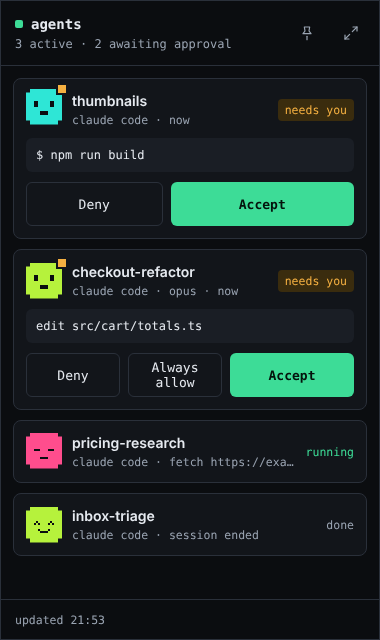 agents
3 active · 2 awaiting approval
thumbnails
claude code · now
needs you
$ npm run build
Deny
Accept
checkout-refactor
claude code · opus · now
needs you
edit src/cart/totals.ts
Deny
Always
allow
Accept
pricing-research
claude code · fetch https://exa…
running
inbox-triage
claude code · session ended
done
updated 21:53